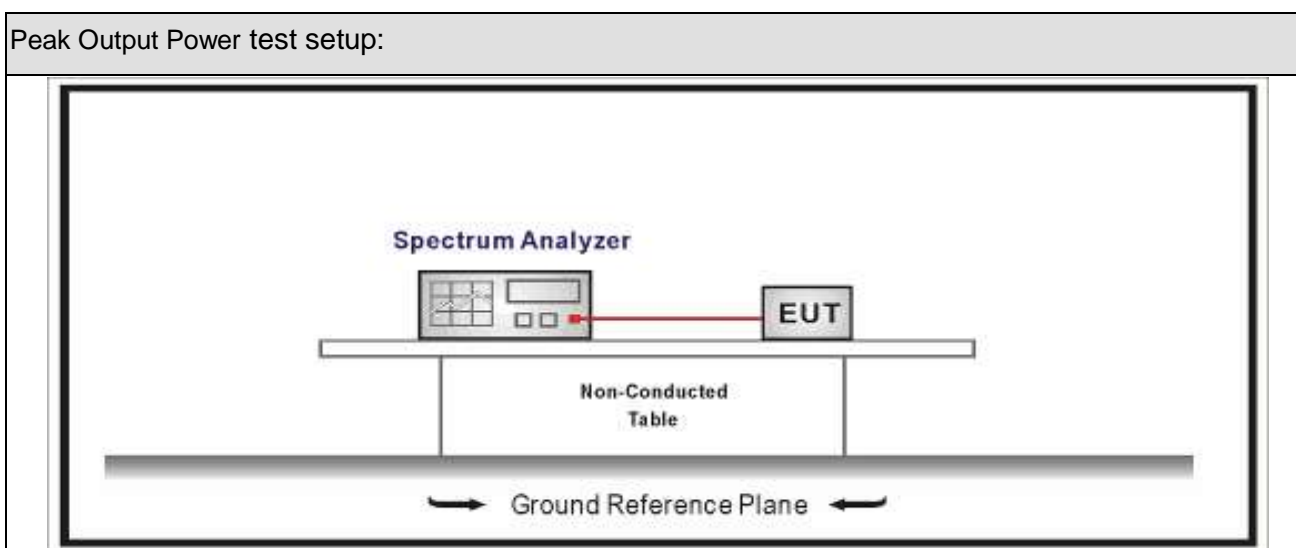 Peak Output Power test setup:
Spectrum Analyzer
EUT
Non-Conducted
Table
Ground Reference Plane